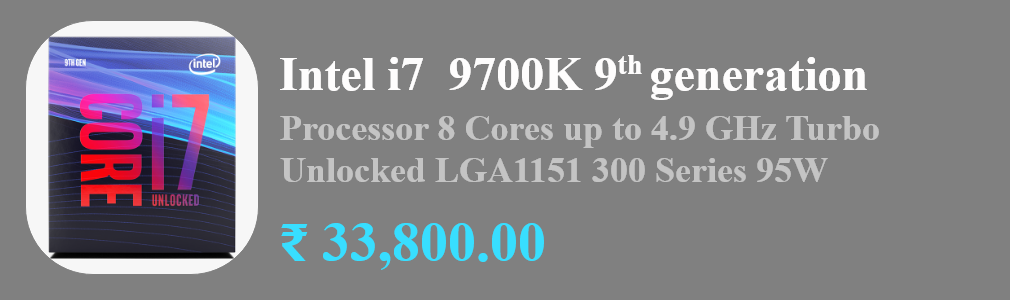 9TH GEN
intel
CORE i7
UNLOCKED
Intel i7 9700K 9th generation
Processor 8 Cores up to 4.9 GHz Turbo
Unlocked LGA1151 300 Series 95W
₹ 33,800.00